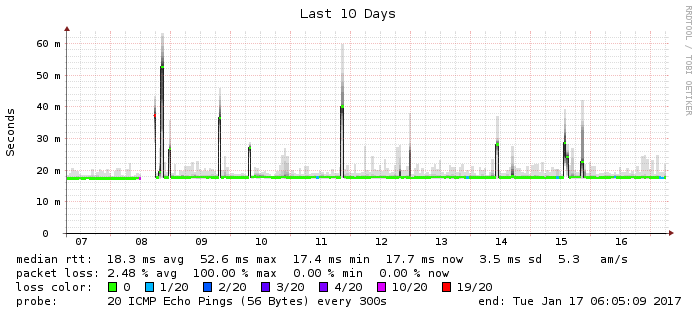 Last 10 Days
RRDTOOL / TOBI OETIKER
Seconds
60 m
50 m
40 m
30 m
20 m
10 m
0
07 08 09 10 11 12 13 14 15 16
median rtt: 18.3 ms avg 52.6 ms max 17.4 ms min 17.7 ms now 3.5 ms sd 5.3 am/s
packet loss: 2.48 % avg 100.00 % max 0.00 % min 0.00 % now
loss color: 0 1/20 2/20 3/20 4/20 10/20 19/20
probe: 20 ICMP Echo Pings (56 Bytes) every 300s end: Tue Jan 17 06:05:09 2017